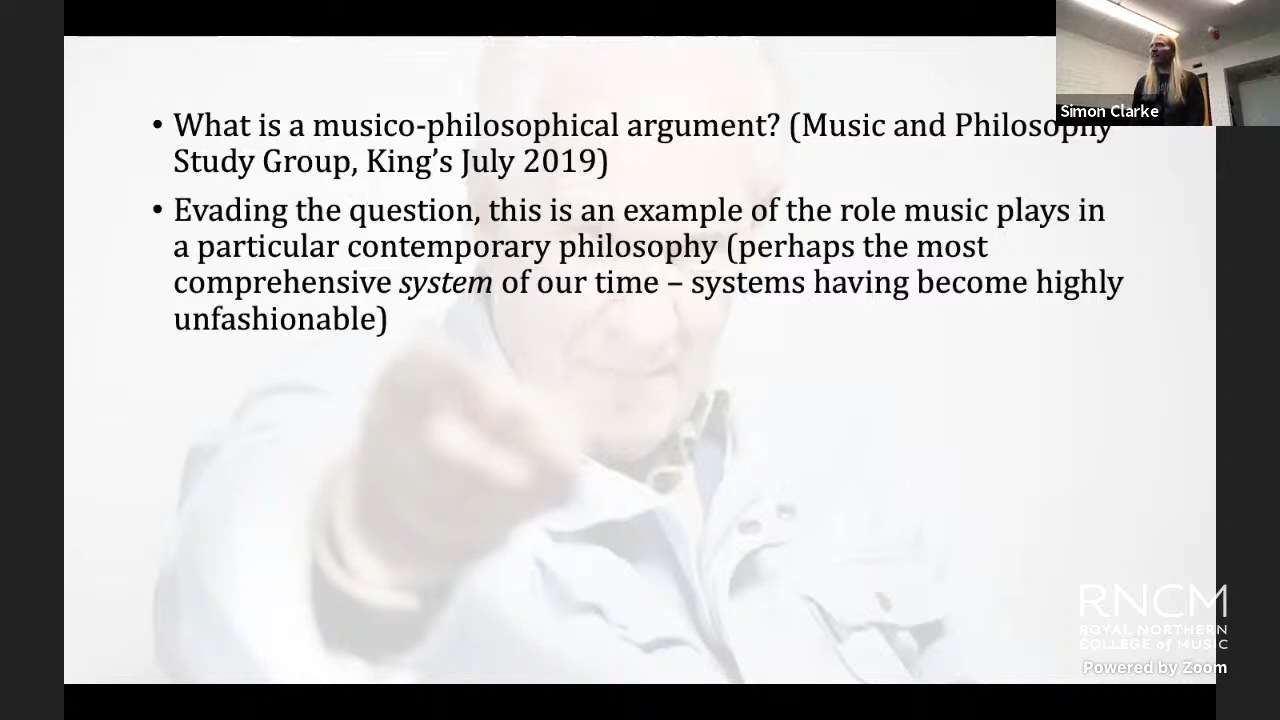 • What is a musico-philosophical argument? (Music and Philosophy
Study Group, King's July 2019)
• Evading the question, this is an example of the role music plays in
a particular contemporary philosophy (perhaps the most
comprehensive system of our time – systems having become highly
unfashionable)
Simon Clarke
RNCM
ROYAL NORTHERN
COLLEGE of MUSIC
Powered by Zoom